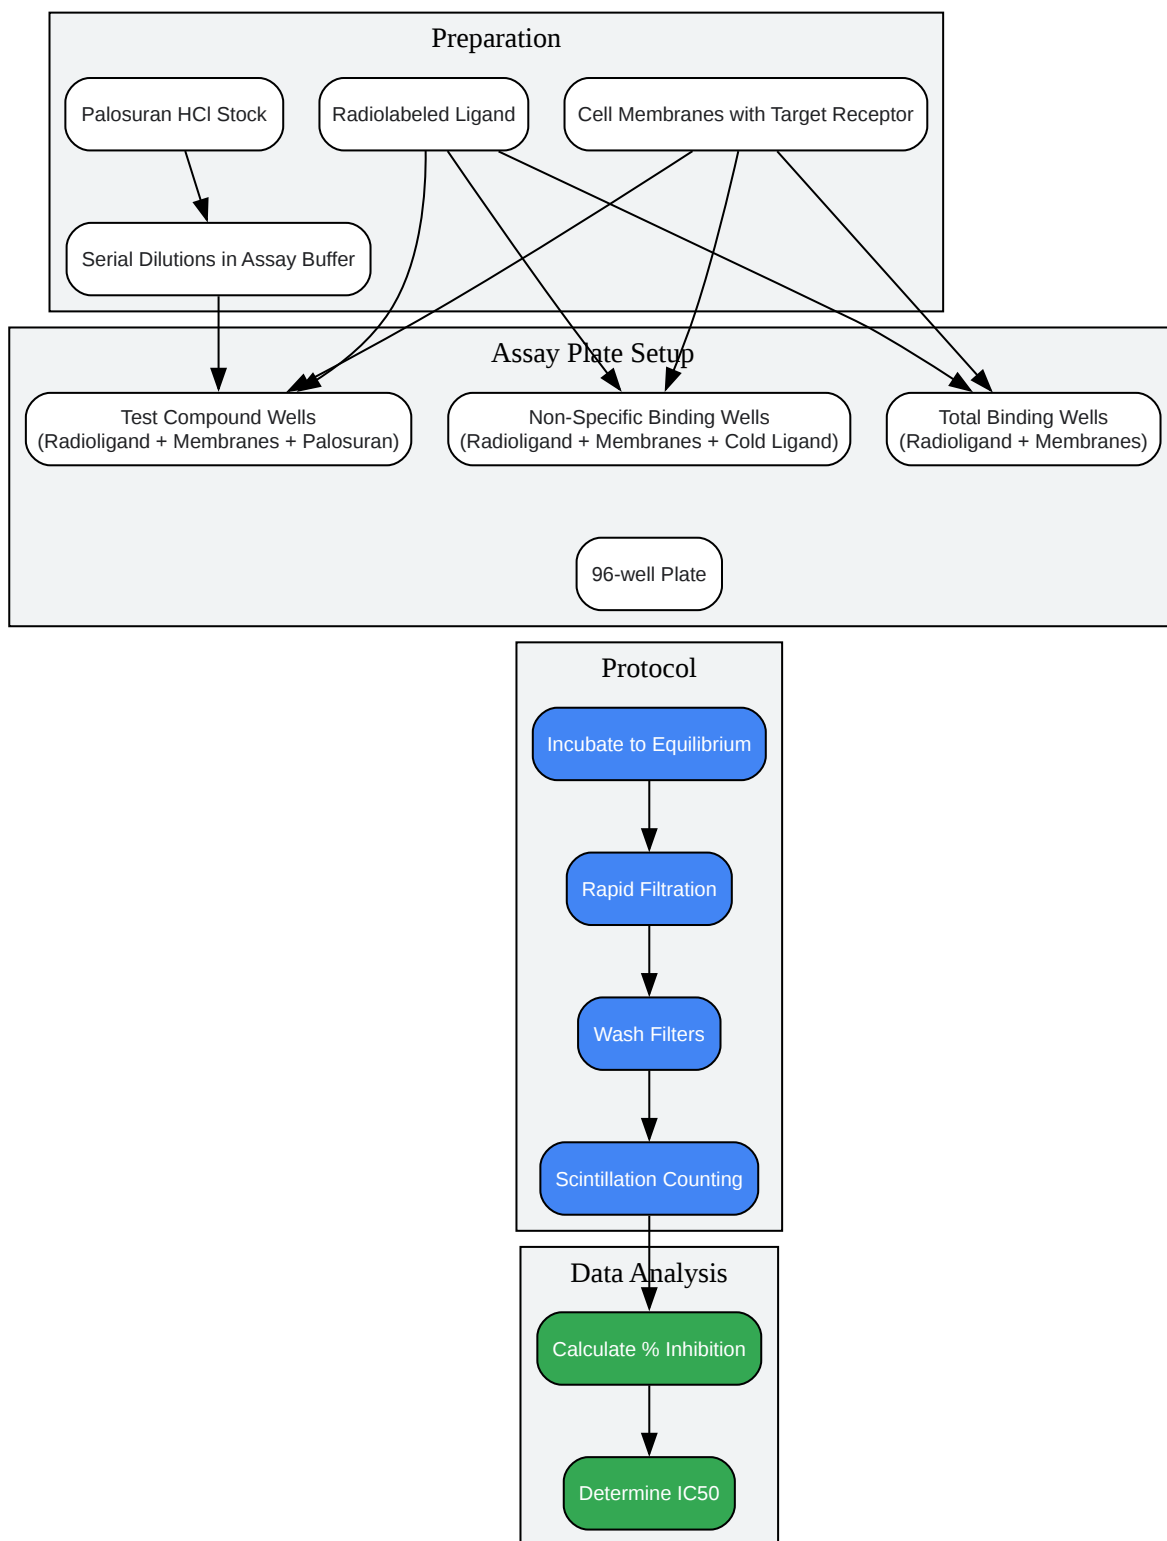 Preparation
Palosuran HCl Stock
Radiolabeled Ligand
Cell Membranes with Target Receptor
Serial Dilutions in Assay Buffer
Assay Plate Setup
Test Compound Wells
(Radioligand + Membranes + Palosuran)
Non-Specific Binding Wells
(Radioligand + Membranes + Cold Ligand)
Total Binding Wells
(Radioligand + Membranes)
96-well Plate
Protocol
Incubate to Equilibrium
Rapid Filtration
Wash Filters
Scintillation Counting
Data Analysis
Calculate % Inhibition
Determine IC50